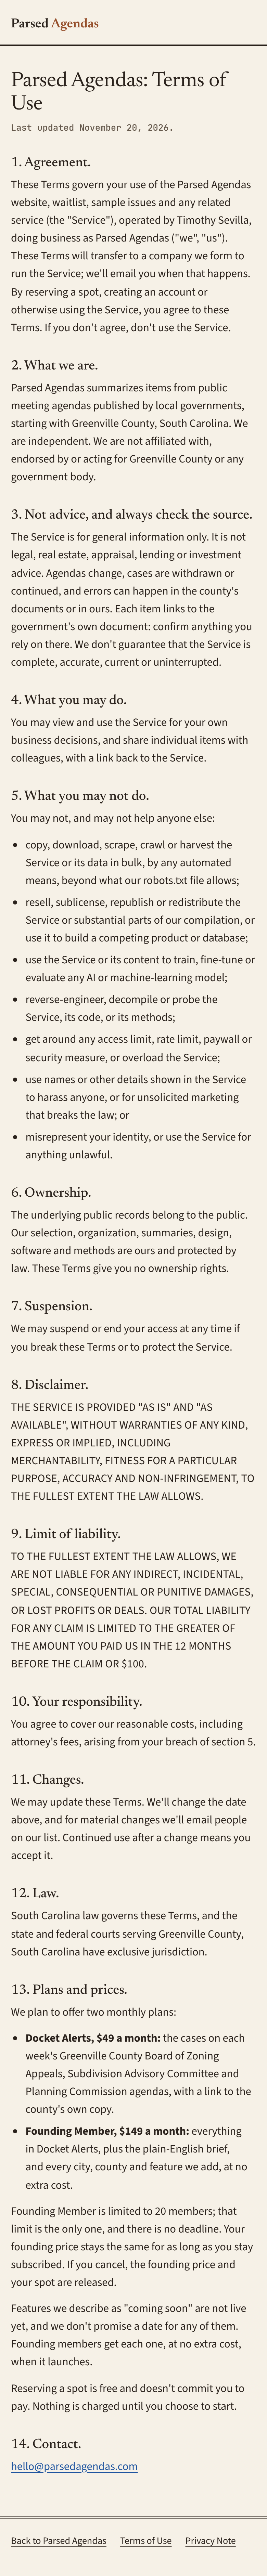 Parsed Agendas
Parsed Agendas: Terms of
Use
Last updated November 20, 2026.
1. Agreement.
These Terms govern your use of the Parsed Agendas
website, waitlist, sample issues and any related
service (the "Service"), operated by Timothy Sevilla,
doing business as Parsed Agendas ("we", "us").
These Terms will transfer to a company we form to
run the Service; we'll email you when that happens.
By reserving a spot, creating an account or
otherwise using the Service, you agree to these
Terms. If you don't agree, don't use the Service.
2. What we are.
Parsed Agendas summarizes items from public
meeting agendas published by local governments,
starting with Greenville County, South Carolina. We
are independent. We are not affiliated with,
endorsed by or acting for Greenville County or any
government body.
3. Not advice, and always check the source.
The Service is for general information only. It is not
legal, real estate, appraisal, lending or investment
advice. Agendas change, cases are withdrawn or
continued, and errors can happen in the county's
documents or in ours. Each item links to the
government's own document: confirm anything you
rely on there. We don't guarantee that the Service is
complete, accurate, current or uninterrupted.
4. What you may do.
You may view and use the Service for your own
business decisions, and share individual items with
colleagues, with a link back to the Service.
5. What you may not do.
You may not, and may not help anyone else:
• copy, download, scrape, crawl or harvest the
Service or its data in bulk, by any automated
means, beyond what our robots.txt file allows;
• resell, sublicense, republish or redistribute the
Service or substantial parts of our compilation, or
use it to build a competing product or database;
• use the Service or its content to train, fine-tune or
evaluate any AI or machine-learning model;
• reverse-engineer, decompile or probe the
Service, its code, or its methods;
• get around any access limit, rate limit, paywall or
security measure, or overload the Service;
• use names or other details shown in the Service
to harass anyone, or for unsolicited marketing
that breaks the law; or
• misrepresent your identity, or use the Service for
anything unlawful.
6. Ownership.
The underlying public records belong to the public.
Our selection, organization, summaries, design,
software and methods are ours and protected by
law. These Terms give you no ownership rights.
7. Suspension.
We may suspend or end your access at any time if
you break these Terms or to protect the Service.
8. Disclaimer.
THE SERVICE IS PROVIDED "AS IS" AND "AS
AVAILABLE", WITHOUT WARRANTIES OF ANY KIND,
EXPRESS OR IMPLIED, INCLUDING
MERCHANTABILITY, FITNESS FOR A PARTICULAR
PURPOSE, ACCURACY AND NON-INFRINGEMENT, TO
THE FULLEST EXTENT THE LAW ALLOWS.
9. Limit of liability.
TO THE FULLEST EXTENT THE LAW ALLOWS, WE
ARE NOT LIABLE FOR ANY INDIRECT, INCIDENTAL,
SPECIAL, CONSEQUENTIAL OR PUNITIVE DAMAGES,
OR LOST PROFITS OR DEALS. OUR TOTAL LIABILITY
FOR ANY CLAIM IS LIMITED TO THE GREATER OF
THE AMOUNT YOU PAID US IN THE 12 MONTHS
BEFORE THE CLAIM OR $100.
10. Your responsibility.
You agree to cover our reasonable costs, including
attorney's fees, arising from your breach of section 5.
11. Changes.
We may update these Terms. We'll change the date
above, and for material changes we'll email people
on our list. Continued use after a change means you
accept it.
12. Law.
South Carolina law governs these Terms, and the
state and federal courts serving Greenville County,
South Carolina have exclusive jurisdiction.
13. Plans and prices.
We plan to offer two monthly plans:
• Docket Alerts, $49 a month: the cases on each
week's Greenville County Board of Zoning
Appeals, Subdivision Advisory Committee and
Planning Commission agendas, with a link to the
county's own copy.
• Founding Member, $149 a month: everything
in Docket Alerts, plus the plain-English brief,
and every city, county and feature we add, at no
extra cost.
Founding Member is limited to 20 members; that
limit is the only one, and there is no deadline. Your
founding price stays the same for as long as you stay
subscribed. If you cancel, the founding price and
your spot are released.
Features we describe as "coming soon" are not live
yet, and we don't promise a date for any of them.
Founding members get each one, at no extra cost,
when it launches.
Reserving a spot is free and doesn't commit you to
pay. Nothing is charged until you choose to start.
14. Contact.
hello@parsedagendas.com
Back to Parsed Agendas Terms of Use Privacy Note